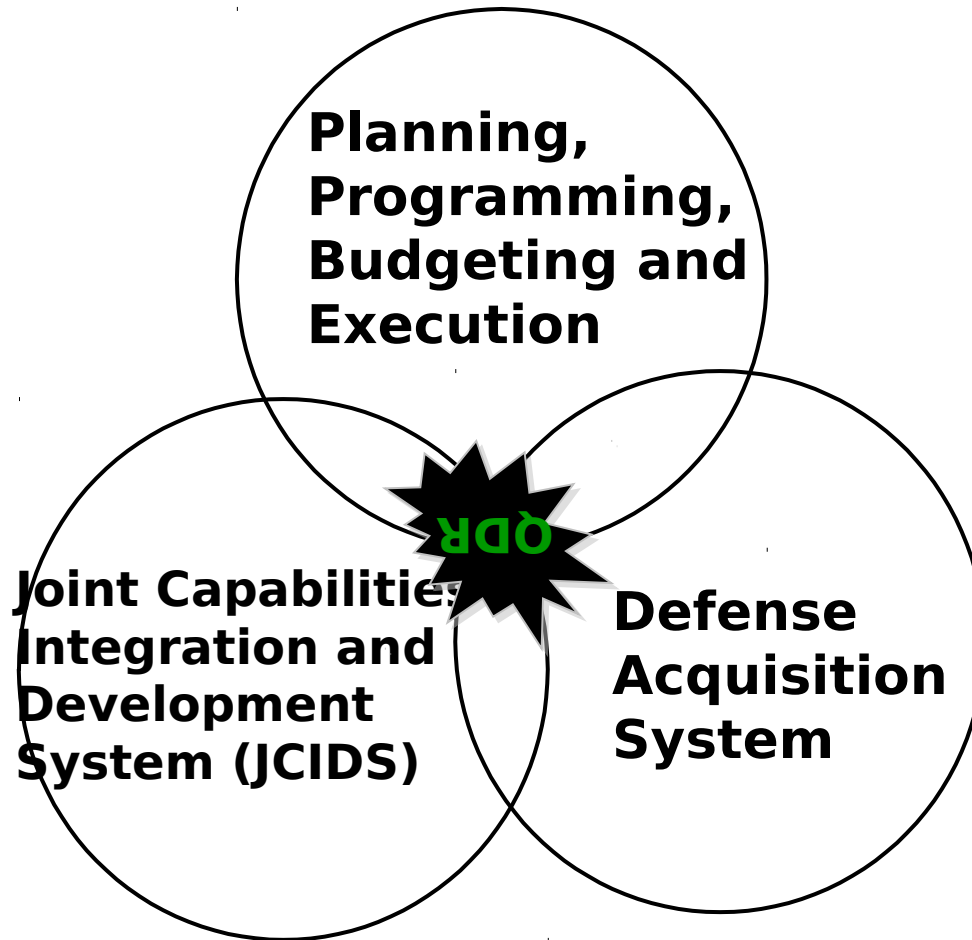 Planning,
Programming,
Budgeting and
Execution
QDR
Joint Capabilities
Integration and
Development
System (JCIDS)
Defense
Acquisition
System